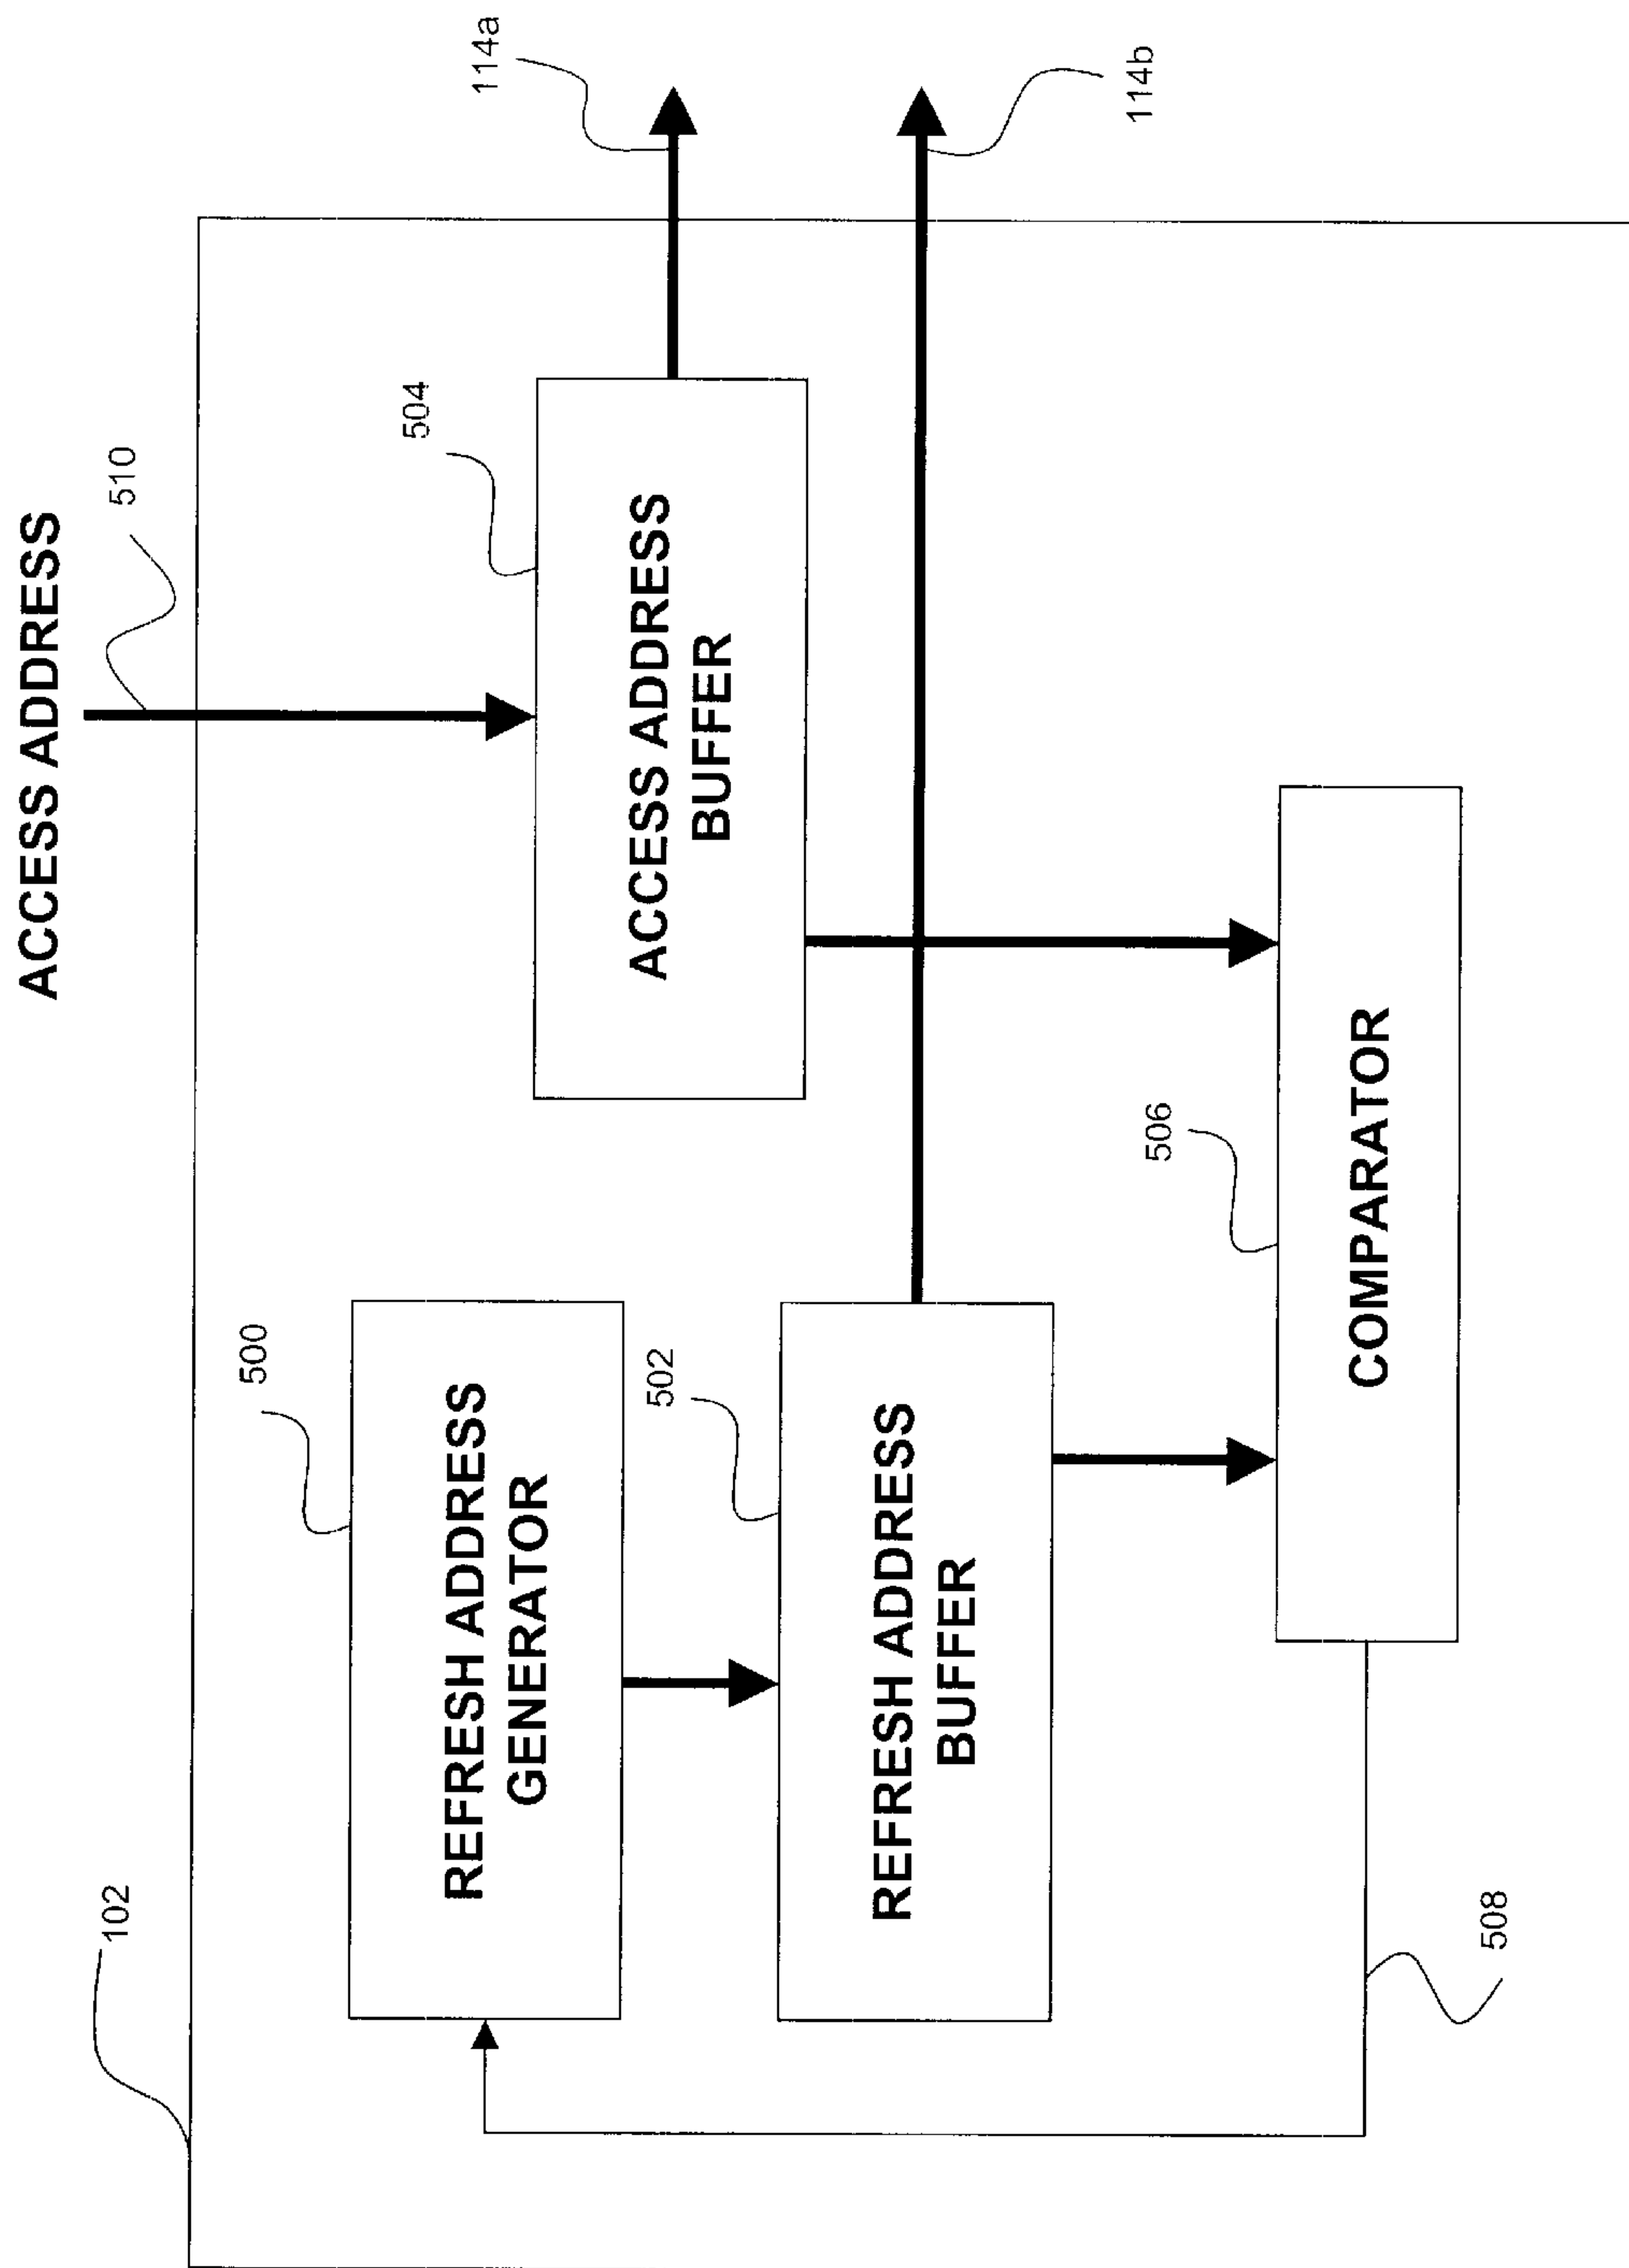 102
ACCESS ADDRESS
510
500
REFRESH ADDRESS
GENERATOR
504
ACCESS ADDRESS
BUFFER
114a
502
REFRESH ADDRESS
BUFFER
114b
506
COMPARATOR
508